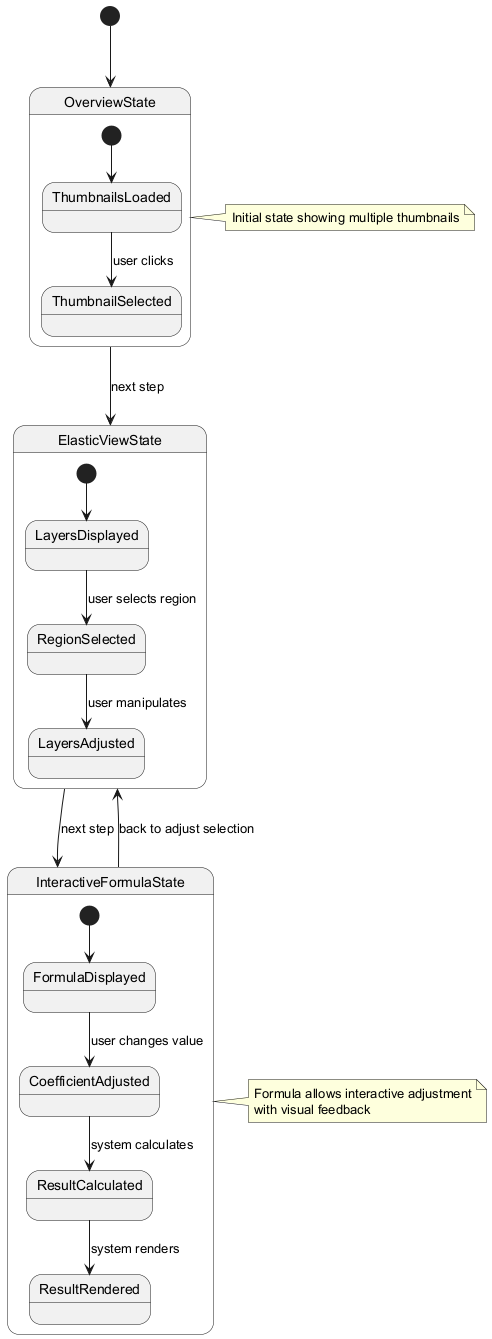 OverviewState
ThumbnailsLoaded
Initial state showing multiple thumbnails
user clicks
ThumbnailSelected
next step
ElasticViewState
LayersDisplayed
user selects region
RegionSelected
user manipulates
LayersAdjusted
next step
back to adjust selection
InteractiveFormulaState
FormulaDisplayed
user changes value
CoefficientAdjusted
Formula allows interactive adjustment
with visual feedback
system calculates
ResultCalculated
system renders
ResultRendered